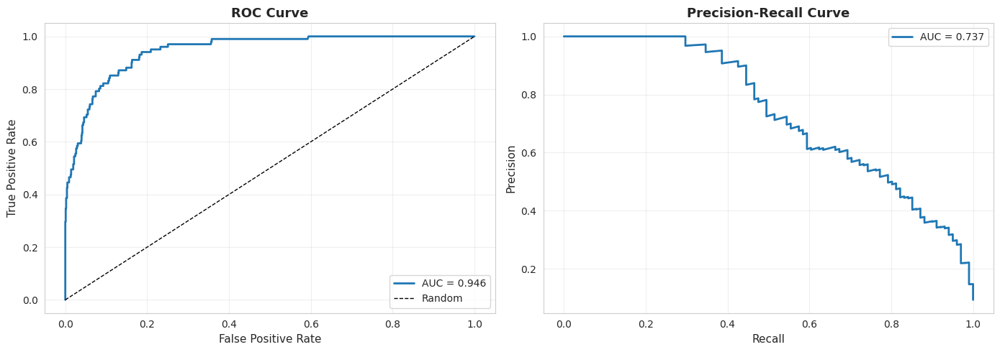 ROC Curve
1.0
0.8
0.6
0.4
0.2
0.0
True Positive Rate
AUC = 0.946
Random
0.0 0.2 0.4 0.6 0.8 1.0
False Positive Rate
Precision-Recall Curve
AUC = 0.737
1.0
0.8
0.6
0.4
0.2
Precision
0.0 0.2 0.4 0.6 0.8 1.0
Recall